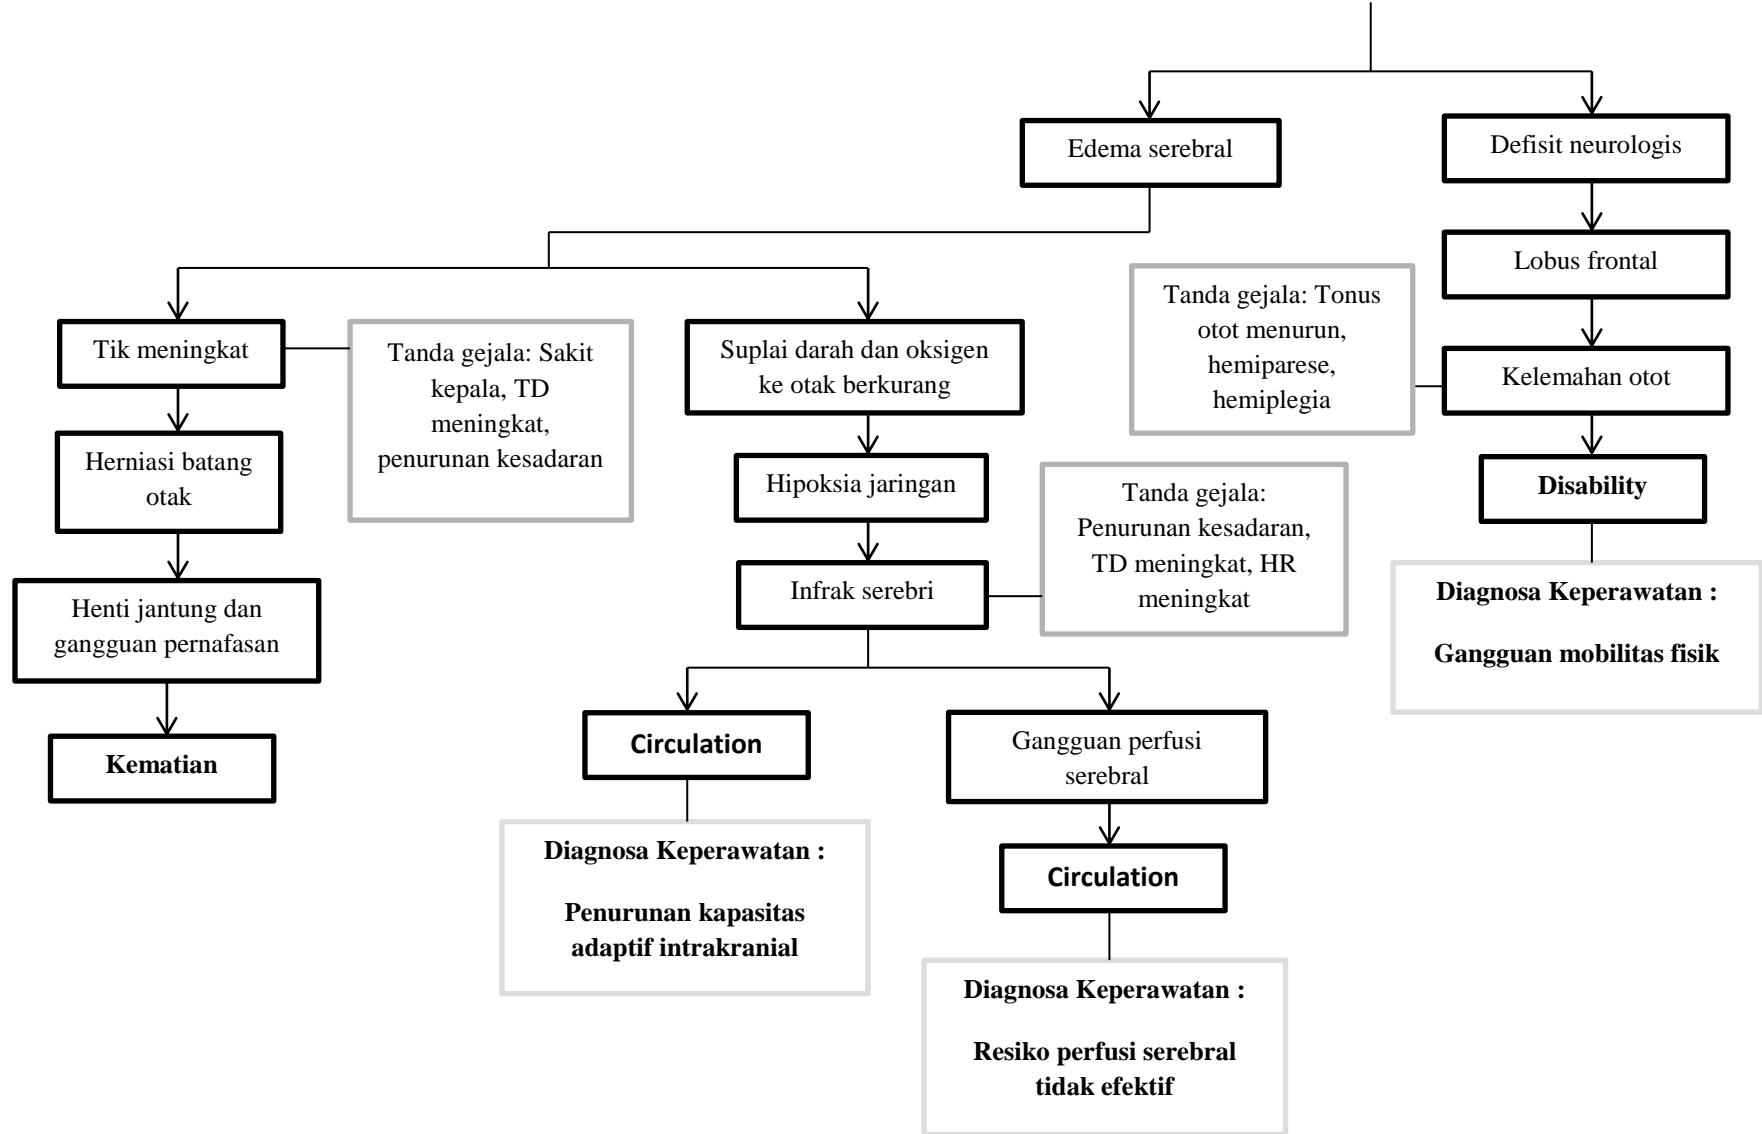 Edema serebral
Defisit neurologis
Lobus frontal
Tanda gejala: Tonus
otot menurun,
hemiparese,
hemiplegia
Tik meningkat
Tanda gejala: Sakit
kepala, TD
meningkat,
penurunan kesadaran
Suplai darah dan oksigen
ke otak berkurang
Kelemahan otot
Herniasi batang
otak
Hipoksia jaringan
Tanda gejala:
Penurunan kesadaran,
TD meningkat, HR
meningkat
Disability
Henti jantung dan
gangguan pernafasan
Infrak serebri
Diagnosa Keperawatan :
Gangguan mobilitas fisik
Kematian
Circulation
Gangguan perfusi
serebral
Diagnosa Keperawatan :
Penurunan kapasitas
adaptif intrakranial
Circulation
Diagnosa Keperawatan :
Resiko perfusi serebral
tidak efektif